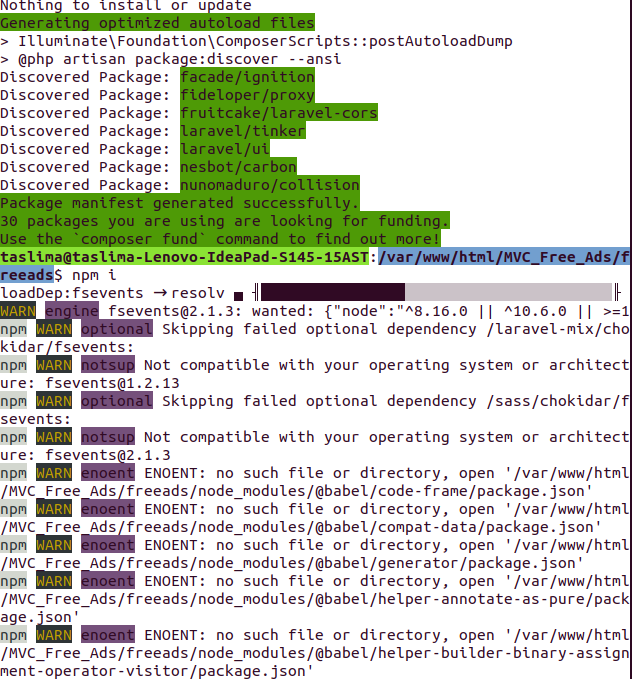 Nothing to install or update
Generating optimized autoload files
> Illuminate\Foundation\ComposerScripts::postAutoloadDump
> @php artisan package:discover --ansi
Discovered Package: facade/ignition
Discovered Package: fideloper/proxy
Discovered Package: fruitcake/laravel-cors
Discovered Package: laravel/tinker
Discovered Package: laravel/ui
Discovered Package: nesbot/carbon
Discovered Package: nunomaduro/collision
Package manifest generated successfully.
30 packages you are using are looking for funding.
Use the `composer fund` command to find out more!
taslima@taslima-Lenovo-IdeaPad-S145-15AST:/var/www/html/MVC_Free_Ads/f
reeads$ npm i
loadDep:fsevents → resolv
WARN engine fsevents@2.1.3: wanted: {"node":"^8.16.0 || ^10.6.0 || >=1
npm WARN optional Skipping failed optional dependency /laravel-mix/cho
kidar/fsevents:
npm WARN notsup Not compatible with your operating system or architect
ure: fsevents@1.2.13
npm WARN optional Skipping failed optional dependency /sass/chokidar/f
sevents:
npm WARN notsup Not compatible with your operating system or architect
ure: fsevents@2.1.3
npm WARN enoent ENOENT: no such file or directory, open '/var/www/html
/MVC_Free_Ads/freeads/node_modules/@babel/code-frame/package.json'
npm WARN enoent ENOENT: no such file or directory, open '/var/www/html
/MVC_Free_Ads/freeads/node_modules/@babel/compat-data/package.json'
npm WARN enoent ENOENT: no such file or directory, open '/var/www/html
/MVC_Free_Ads/freeads/node_modules/@babel/generator/package.json'
npm WARN enoent ENOENT: no such file or directory, open '/var/www/html
/MVC_Free_Ads/freeads/node_modules/@babel/helper-annotate-as-pure/pack
age.json'
npm WARN enoent ENOENT: no such file or directory, open '/var/www/html
/MVC_Free_Ads/freeads/node_modules/@babel/helper-builder-binary-assign
ment-operator-visitor/package.json'